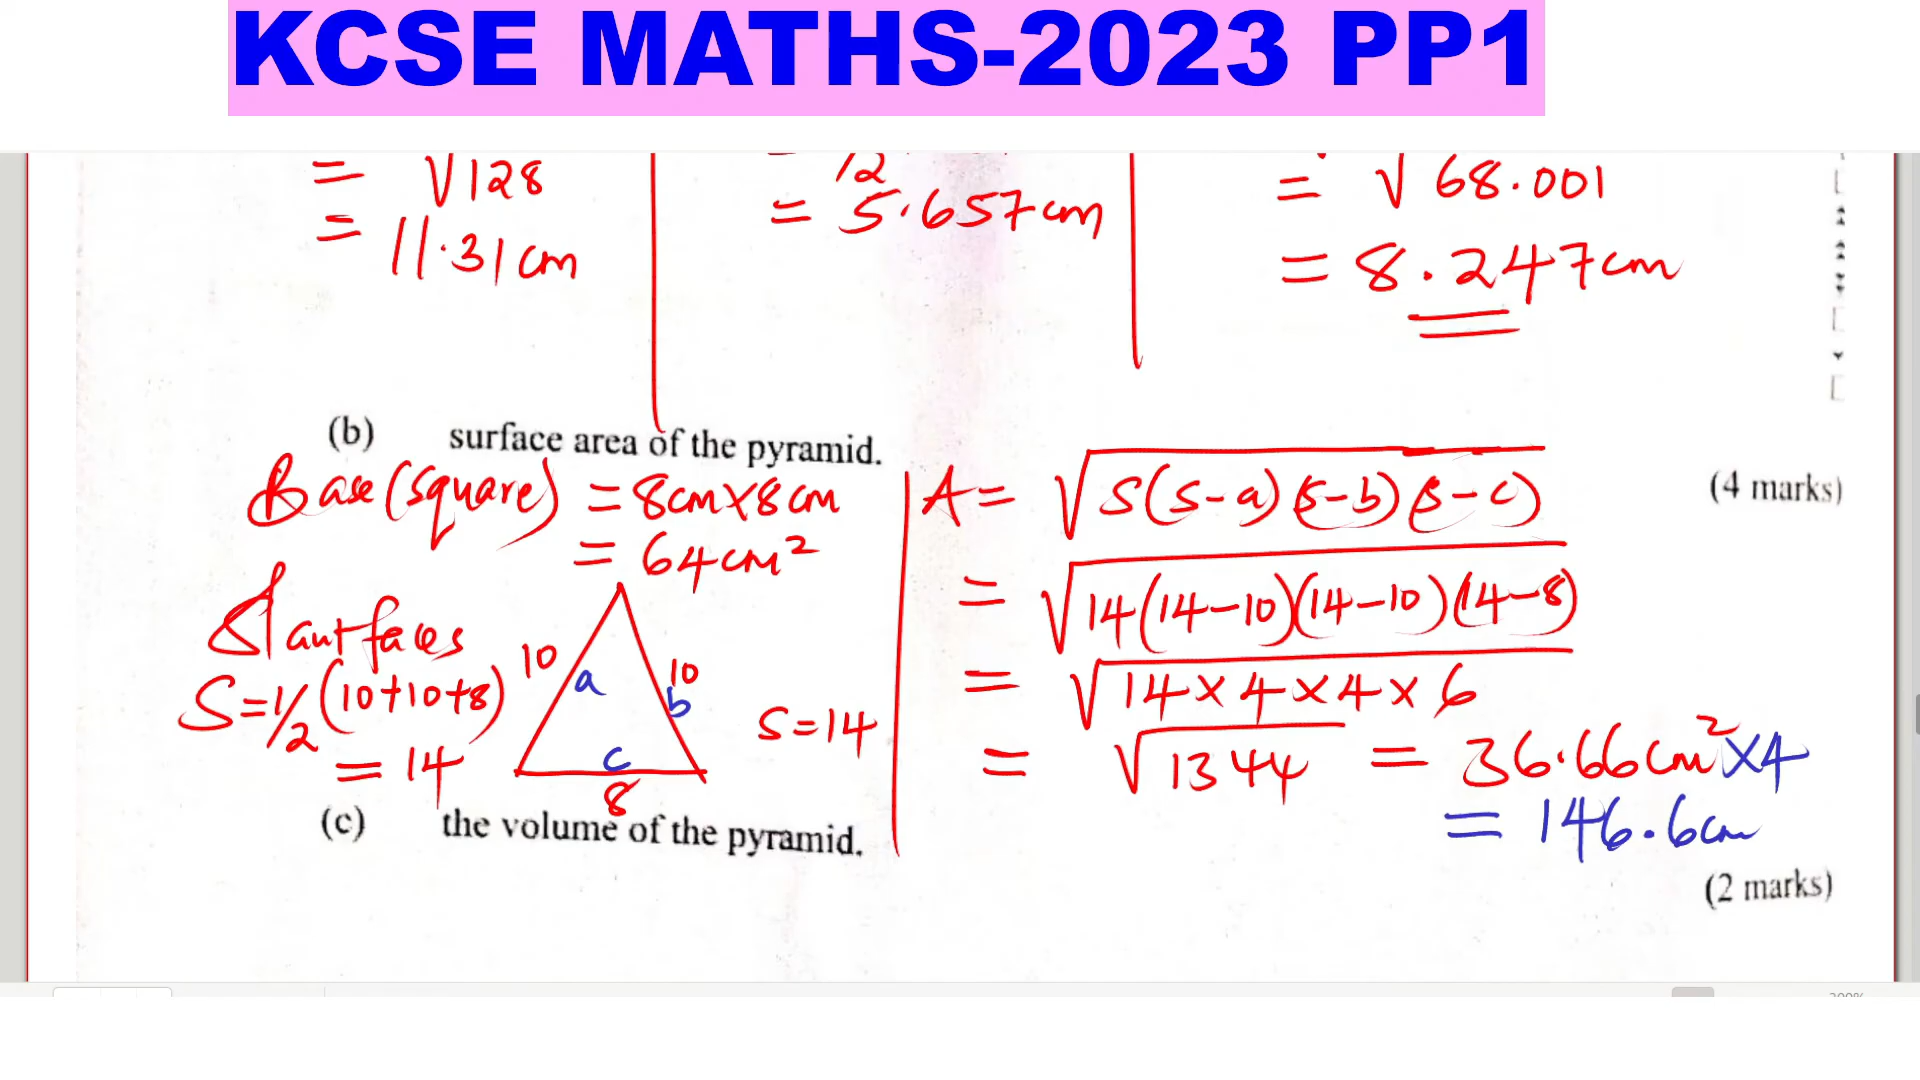 KCSE MATHS-2023 PP1
= √128
= 11.31cm
1/2
= 5.657cm
= √68.001
= 8.247cm
(b) surface area of the pyramid.
(4 marks)
Base (square) = 8cm×8cm
= 64cm²
Slant faces
S=1/2(10+10+8)
= 14
10
a
10
b
c
8
S=14
A = √S(S-a)(S-b)(S-c)
= √14(14-10)(14-10)(14-8)
= √14×4×4×6
= √1344 = 36.66cm²×4
= 146.6cm
(c) the volume of the pyramid.
(2 marks)